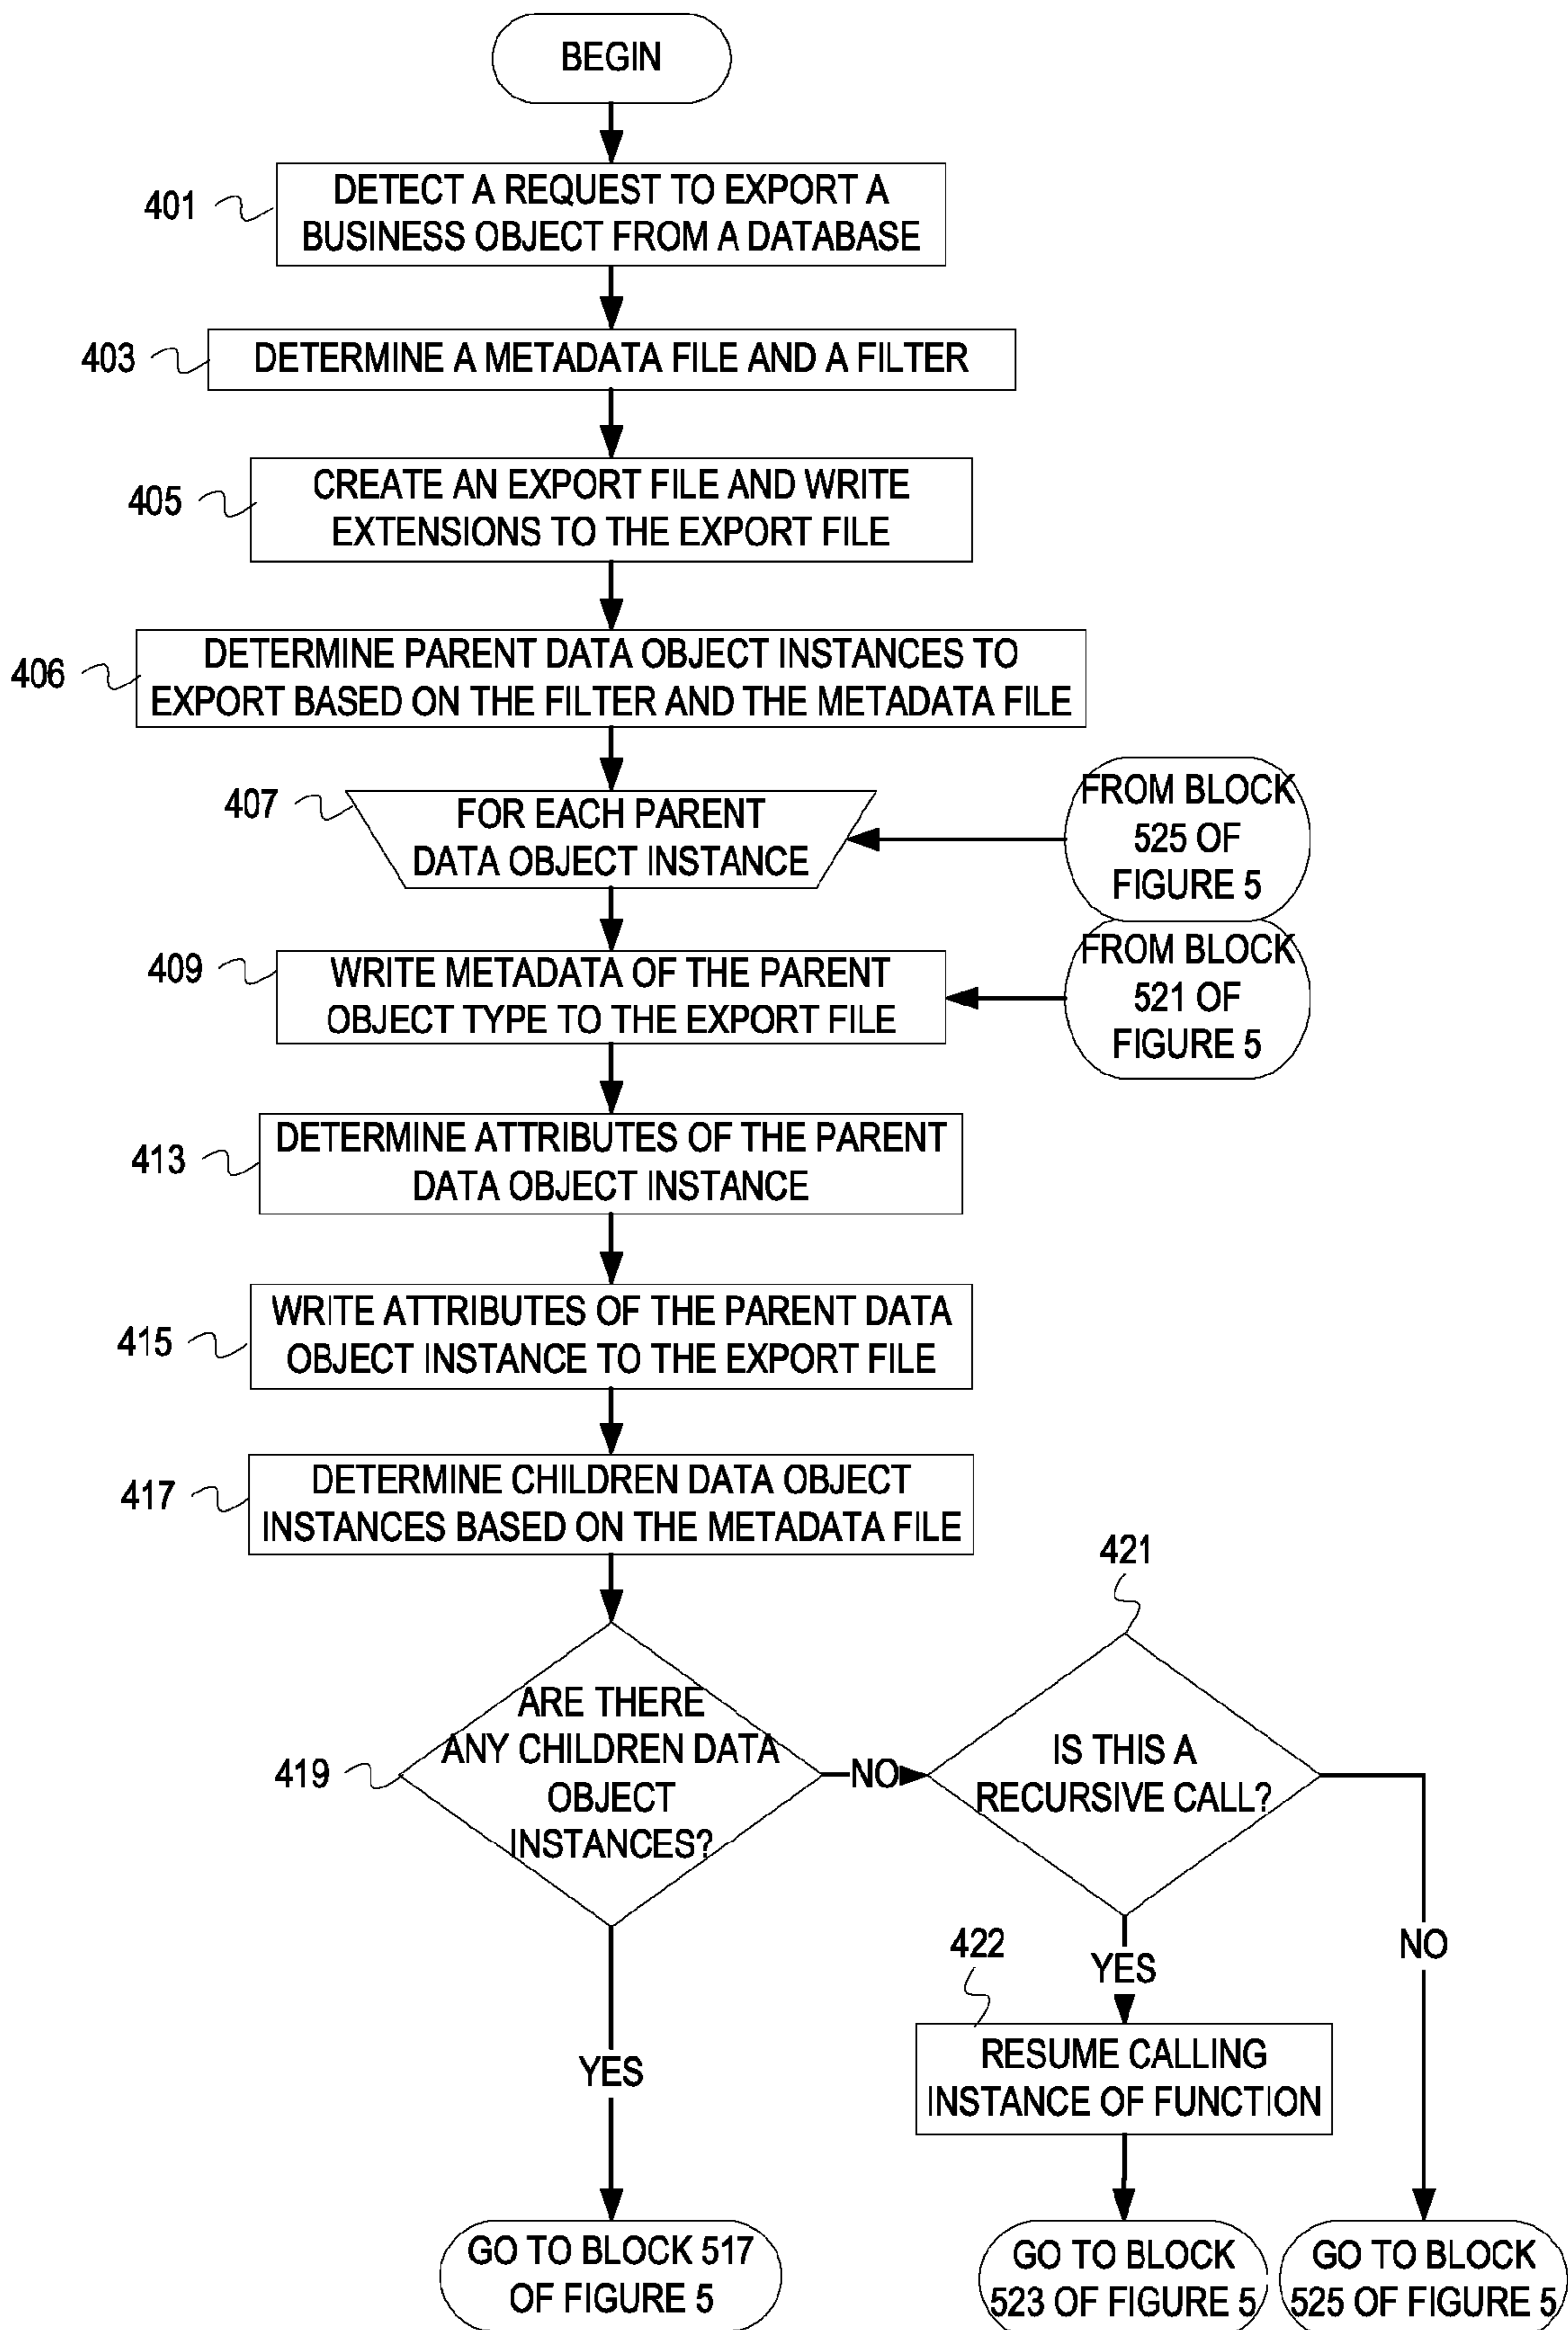 BEGIN
401
DETECT A REQUEST TO EXPORT A
BUSINESS OBJECT FROM A DATABASE
403
DETERMINE A METADATA FILE AND A FILTER
405
CREATE AN EXPORT FILE AND WRITE
EXTENSIONS TO THE EXPORT FILE
406
DETERMINE PARENT DATA OBJECT INSTANCES TO
EXPORT BASED ON THE FILTER AND THE METADATA FILE
407
FOR EACH PARENT
DATA OBJECT INSTANCE
FROM BLOCK
525 OF
FIGURE 5
409
WRITE METADATA OF THE PARENT
OBJECT TYPE TO THE EXPORT FILE
FROM BLOCK
521 OF
FIGURE 5
413
DETERMINE ATTRIBUTES OF THE PARENT
DATA OBJECT INSTANCE
415
WRITE ATTRIBUTES OF THE PARENT DATA
OBJECT INSTANCE TO THE EXPORT FILE
417
DETERMINE CHILDREN DATA OBJECT
INSTANCES BASED ON THE METADATA FILE
419
ARE THERE
ANY CHILDREN DATA
OBJECT
INSTANCES?
NO
421
IS THIS A
RECURSIVE CALL?
YES
NO
422
RESUME CALLING
INSTANCE OF FUNCTION
YES
GO TO BLOCK 517
OF FIGURE 5
GO TO BLOCK
523 OF FIGURE 5
GO TO BLOCK
525 OF FIGURE 5